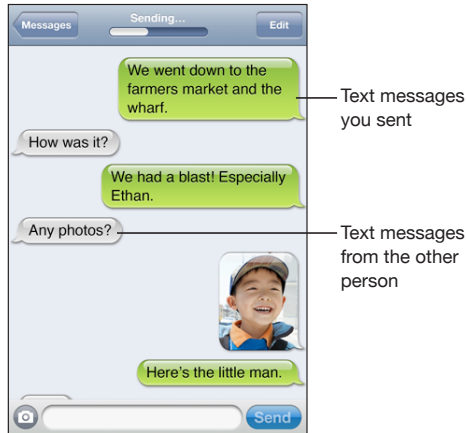 Messages
Sending...
Edit
We went down to the
farmers market and the
wharf.
Text messages
you sent
How was it?
We had a blast! Especially
Ethan.
Any photos?
Text messages
from the other
person
Here's the little man.
Send